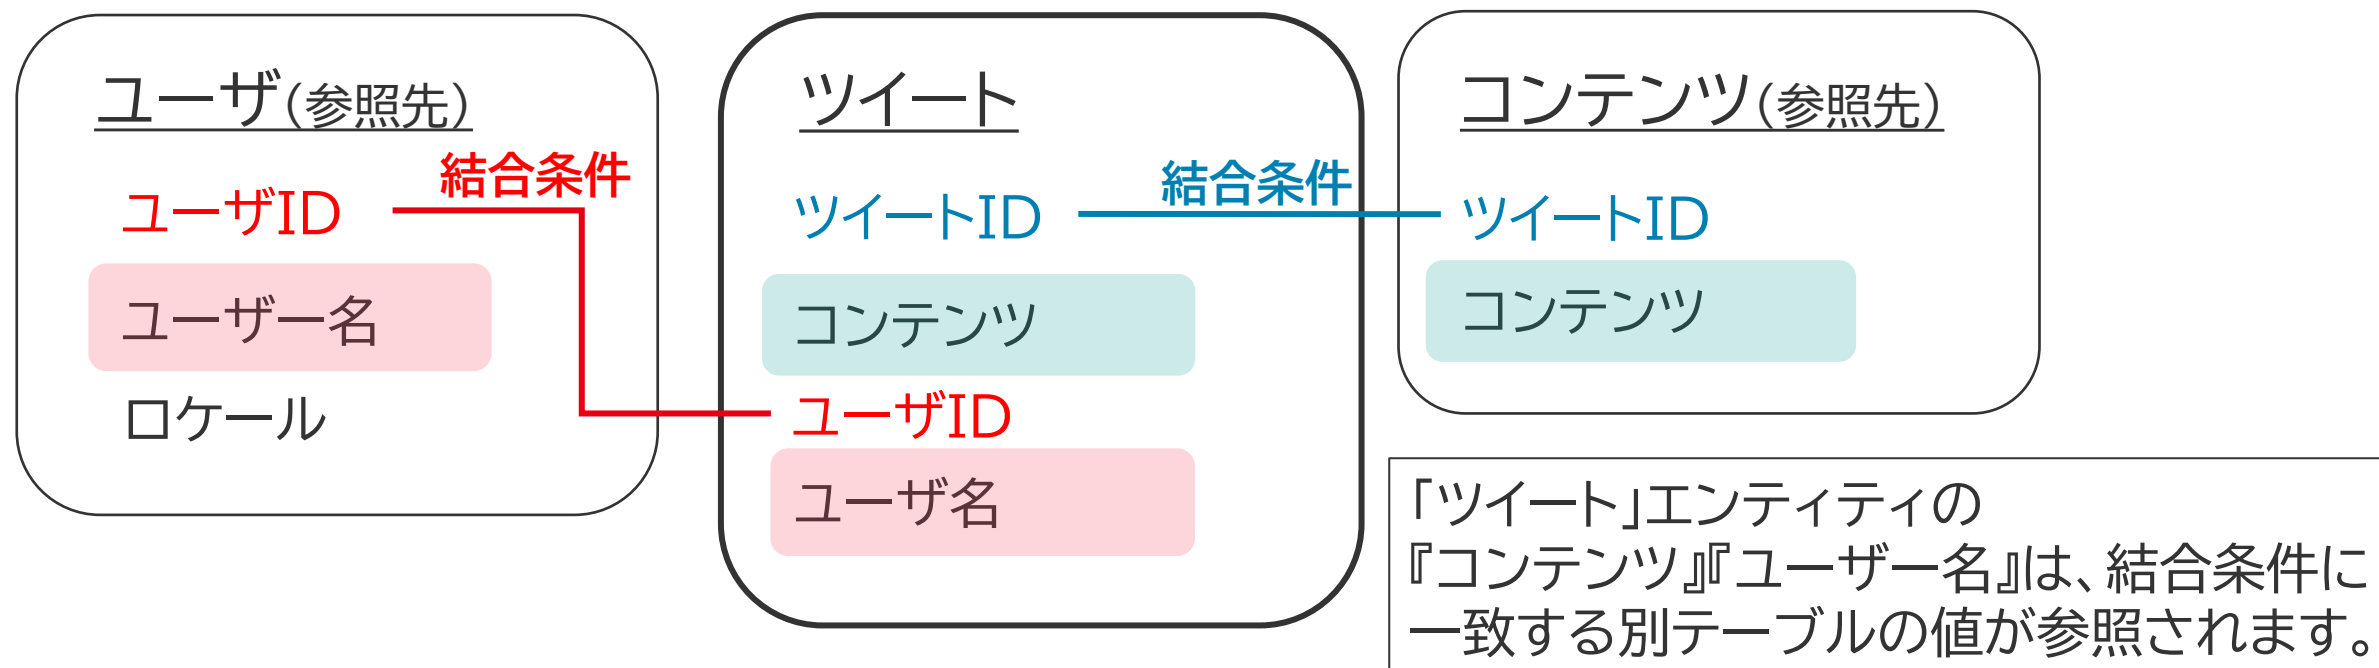 ユーザ(参照先)
結合条件
ユーザID
ユーザー名
ロケール
ツイート
結合条件
ツイートID
コンテンツ
ユーザID
ユーザ名
コンテンツ(参照先)
ツイートID
コンテンツ
「ツイート」エンティティの
『コンテンツ』『ユーザー名』は、結合条件に
一致する別テーブルの値が参照されます。